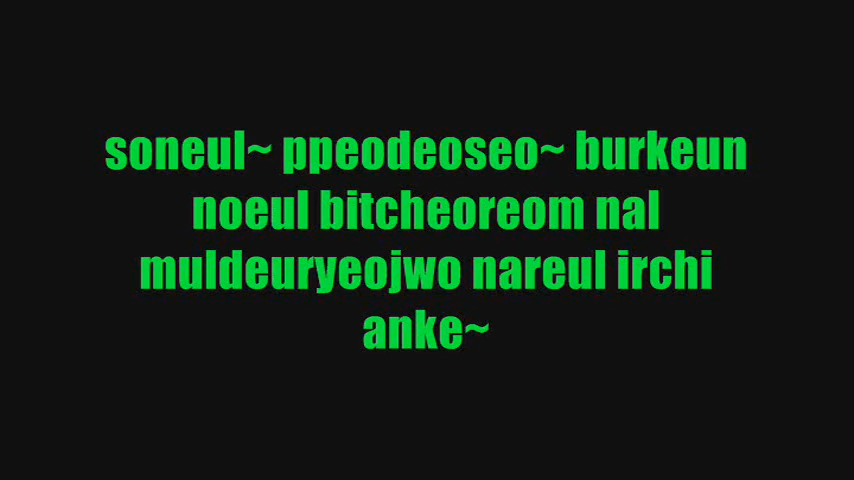 soneul~ ppeodeoseo~ burkeun
noeul bitcheoreom nal
muldeuryeojwo nareul irchi
anke~